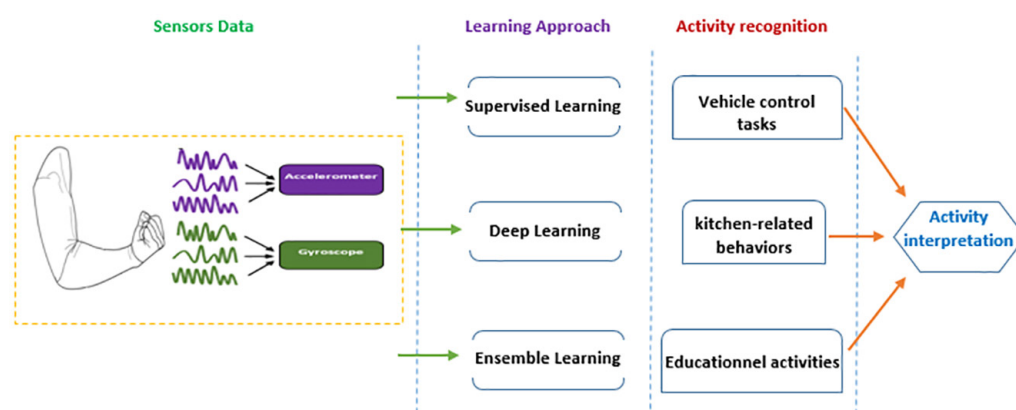 Sensors Data
Learning Approach
Activity recognition
Accelerometer
Gyroscope
Supervised Learning
Deep Learning
Ensemble Learning
Vehicle control
tasks
kitchen-related
behaviors
Educationnel activities
Activity
interpretation